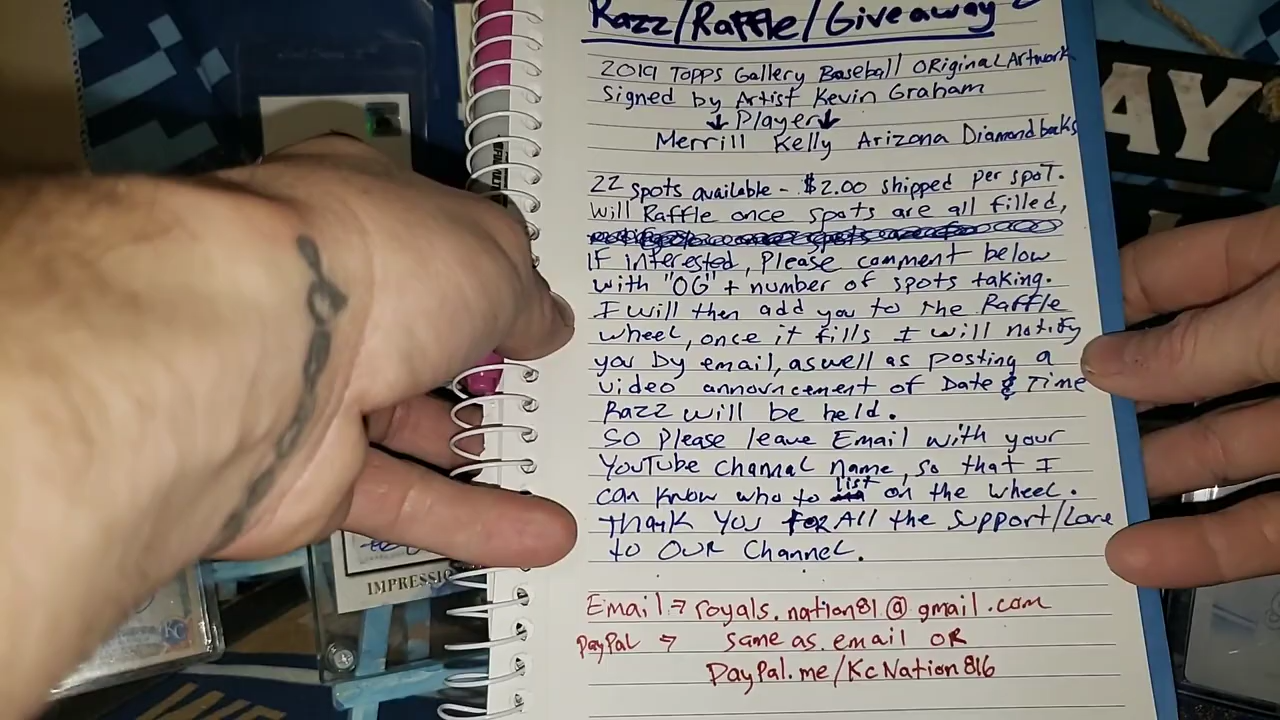 Razz/Raffle/Giveaway
2019 Topps Gallery Baseball Original Artwork
Signed by Artist Kevin Graham
↓ Player ↓
Merrill Kelly Arizona Diamondbacks
22 spots available - $2.00 shipped per spot.
Will Raffle once spots are all filled,
If interested, Please comment below
with "OG" + number of spots taking.
I will then add you to the Raffle
wheel, once it fills I will notify
you by email, aswell as posting a
video announcement of Date & Time
Razz will be held.
So Please leave Email with your
YouTube Channal name, so that I
can know who to list on the wheel.
Thank You For All the Support/Love
to OUR Channel.
Email → royals.nation81@gmail.com
PayPal → same as email OR
PayPal.me/KcNation816
AY
IMPRESSIO